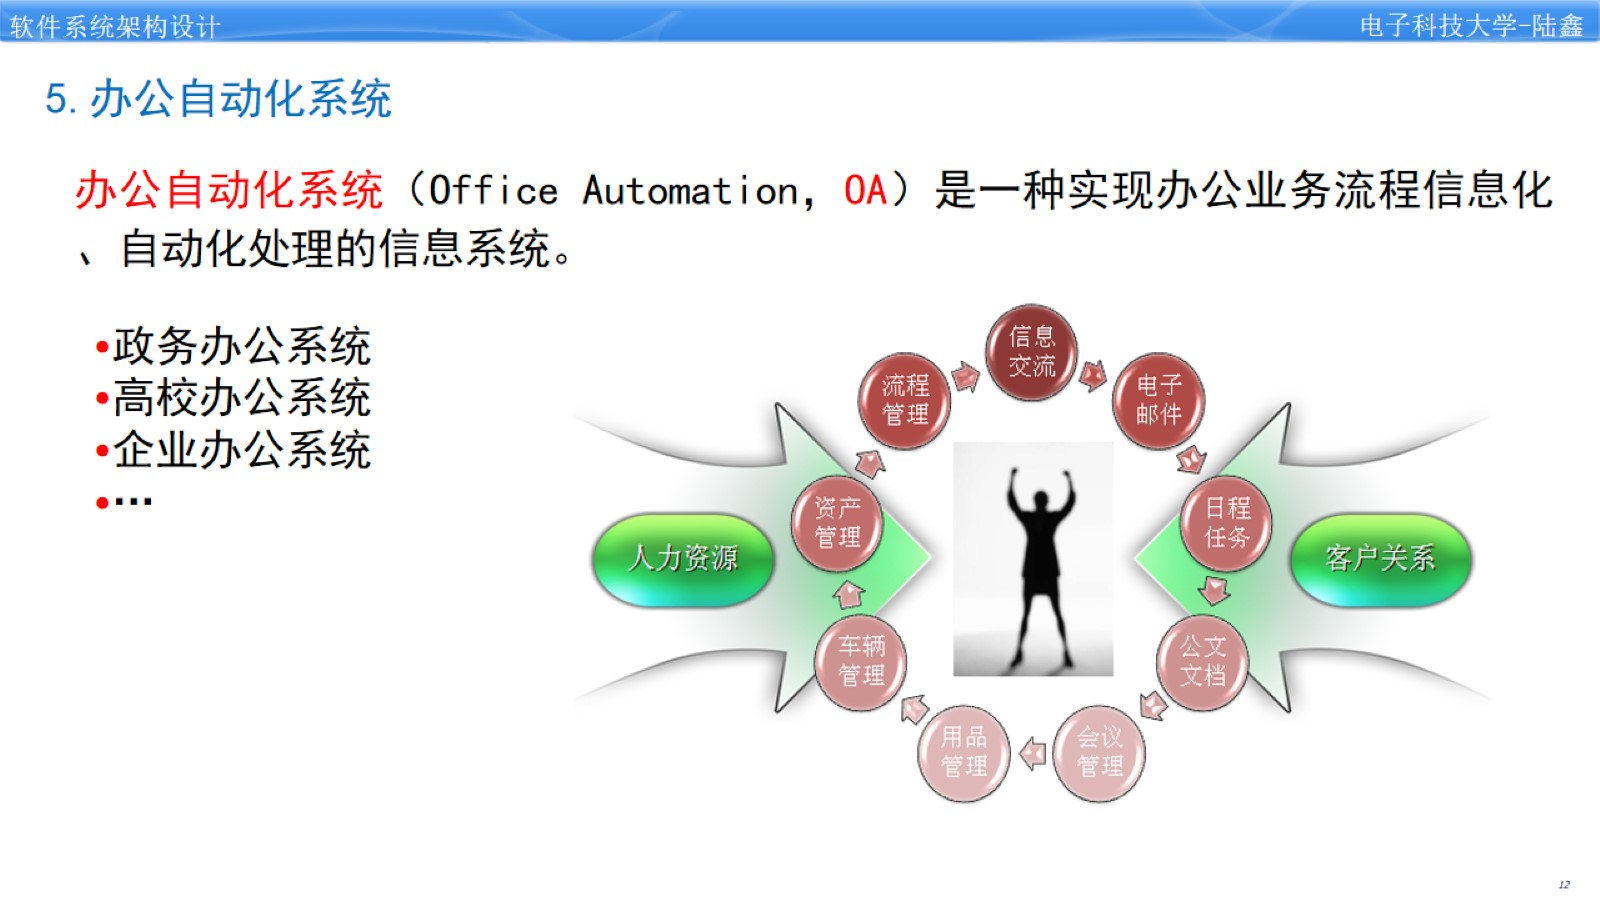 软件系统架构设计
电子科技大学-陆鑫
5. 办公自动化系统
办公自动化系统（Office Automation，OA）是一种实现办公业务流程信息化
、自动化处理的信息系统。
•政务办公系统
•高校办公系统
•企业办公系统
•…
信息
交流
流程
管理
电子
邮件
资产
管理
日程
任务
人力资源
客户关系
车辆
管理
公文
文档
用品
管理
会议
管理
12